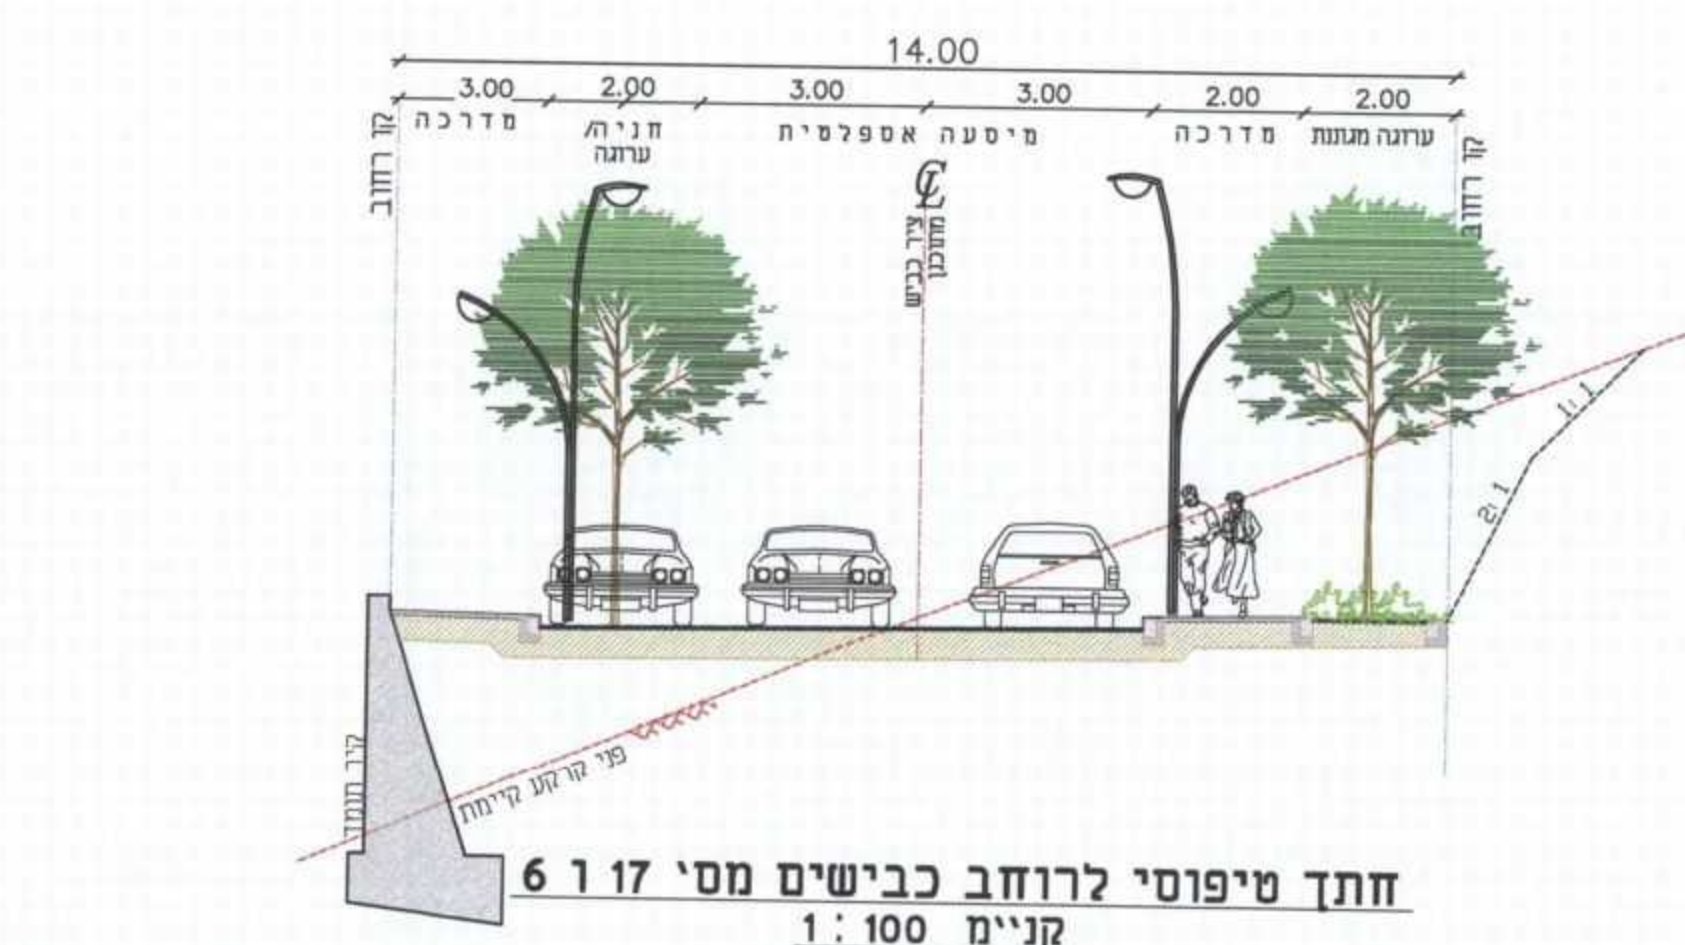 14.00
3.00 2.00 3.00 3.00 2.00 2.00
ערוגה מגוננת
מדרכה
מיסעה אספלטית
חניה/
ערוגה
מדרכה
קו רחוב
קו רחוב
CL
ציר כביש
מתוכנן
1:1
1:2
קיר תומך
פני קרקע קיימת
חתך טיפוסי לרוחב כבישים מס' 17 ו 6
קנ״מ 1:100